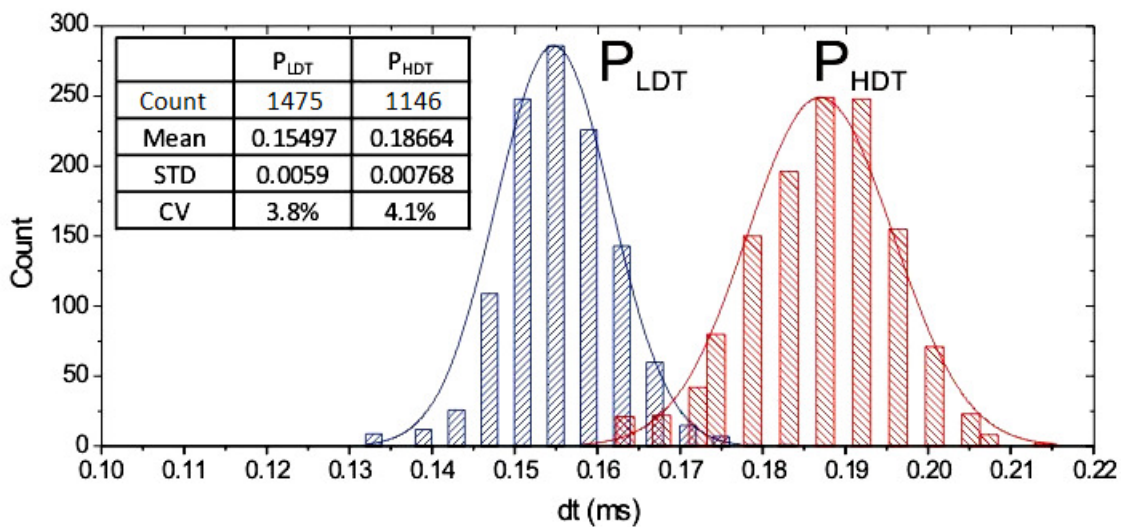 300
250
200
150
100
50
0
Count
P_LDT P_HDT
Count 1475 1146
Mean 0.15497 0.18664
STD 0.0059 0.00768
CV 3.8% 4.1%
P_LDT
P_HDT
0.10 0.11 0.12 0.13 0.14 0.15 0.16 0.17 0.18 0.19 0.20 0.21 0.22
dt (ms)